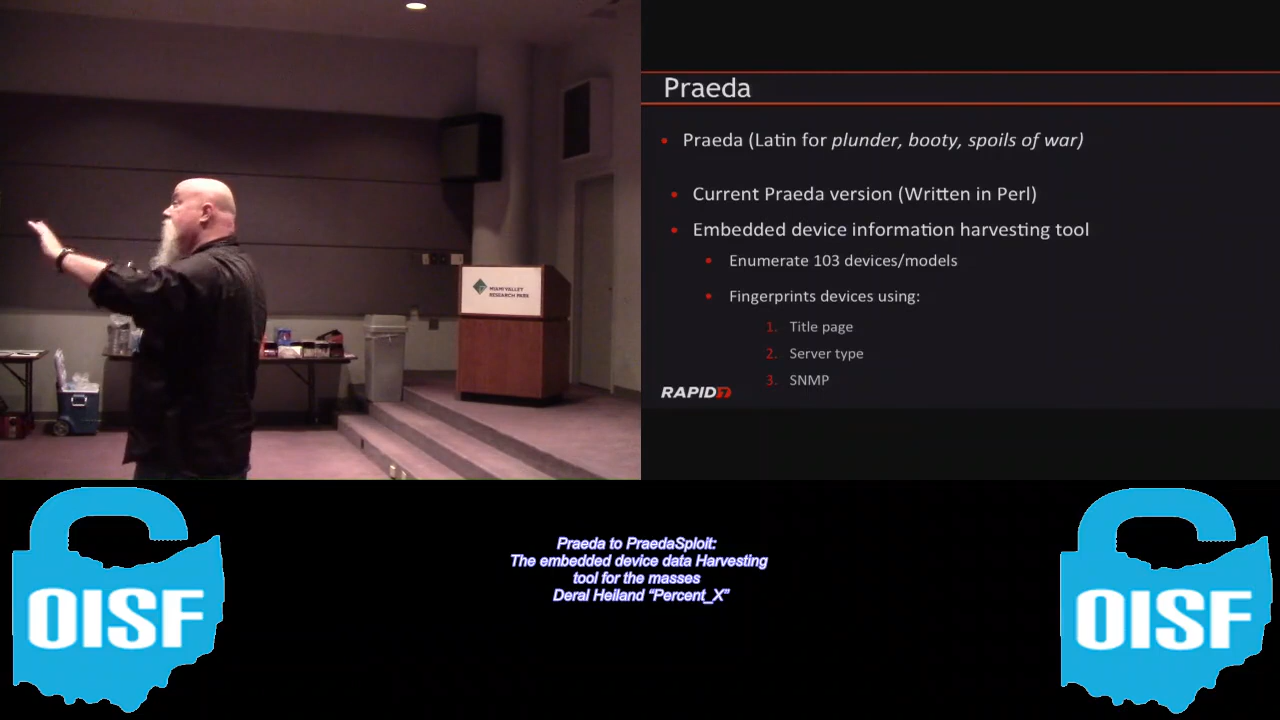 Praeda
• Praeda (Latin for plunder, booty, spoils of war)
• Current Praeda version (Written in Perl)
• Embedded device information harvesting tool
• Enumerate 103 devices/models
• Fingerprints devices using:
1. Title page
2. Server type
3. SNMP
RAPID7
MIAMI VALLEY
RESEARCH PARK
OISF
Praeda to PraedaSploit:
The embedded device data Harvesting
tool for the masses
Deral Heiland “Percent_X”
OISF